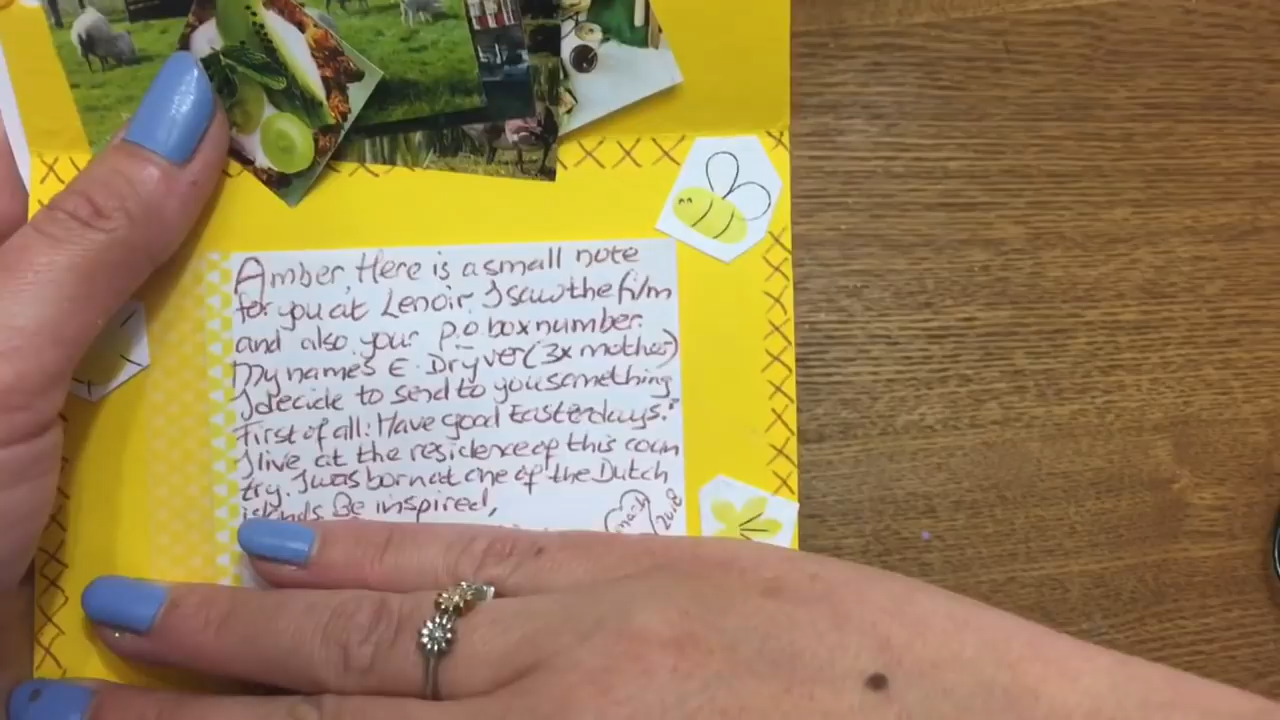 Amber, Here is a small note
for you at Lenoir. I saw the film
and also your p.o. box number.
My name's E. Dryver (3x mother)
I decide to send to you something
First of all: Have good Easterdays."
I live at the residence of this coun
try. I was born at one of the Dutch
islands. Be inspired,
2018